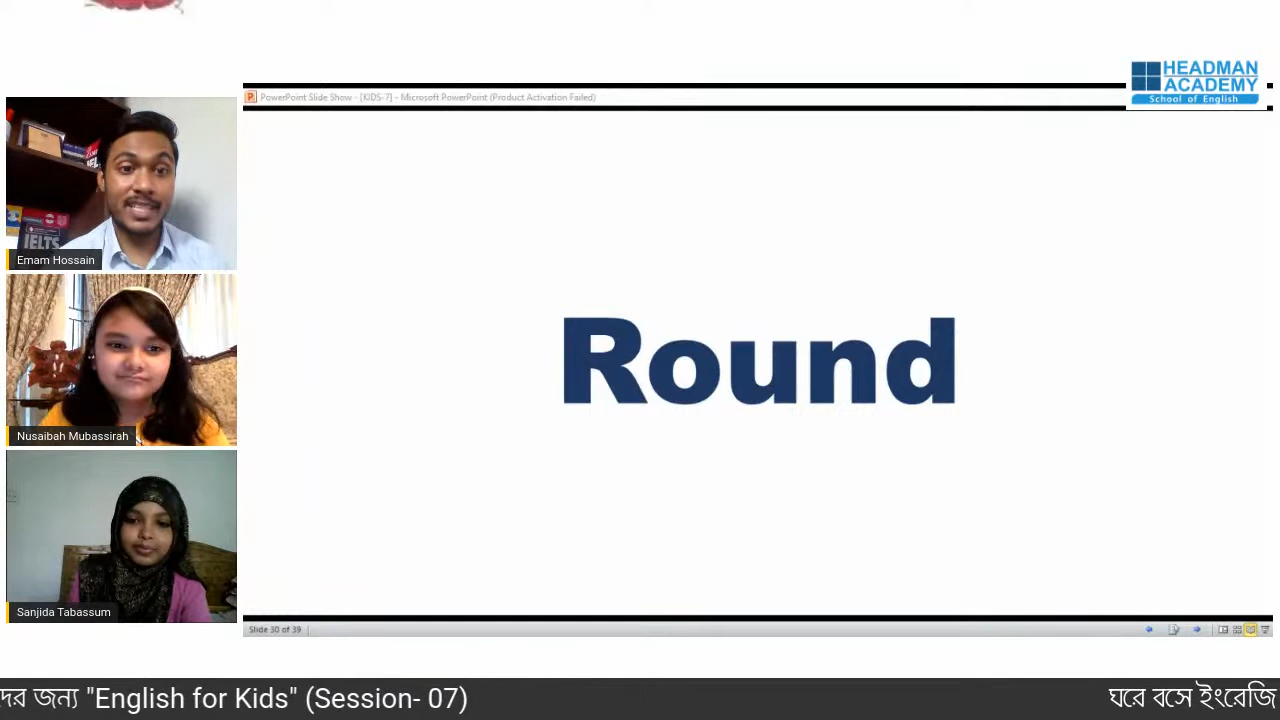 HEADMAN
ACADEMY
School of English
PowerPoint Slide Show - [KIDS-7] - Microsoft PowerPoint (Product Activation Failed)
IELTS
Emam Hossain
Round
Nusaibah Mubassirah
Sanjida Tabassum
Slide 30 of 39
দের জন্য "English for Kids" (Session- 07)
ঘরে বসে ইংরেজি